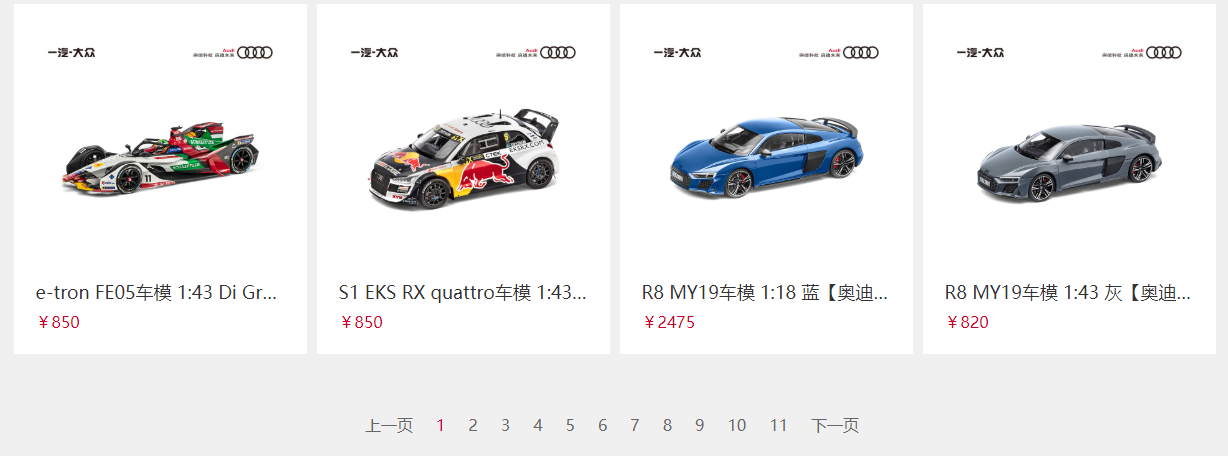 一汽-大众
Audi
突破科技 启迪未来
一汽-大众
Audi
突破科技 启迪未来
一汽-大众
Audi
突破科技 启迪未来
一汽-大众
Audi
突破科技 启迪未来
11
EKSRX.COM
e-tron FE05车模 1:43 Di Gr...
S1 EKS RX quattro车模 1:43...
R8 MY19车模 1:18 蓝【奥迪...
R8 MY19车模 1:43 灰【奥迪...
￥850
￥850
￥2475
￥820
上一页 1 2 3 4 5 6 7 8 9 10 11 下一页